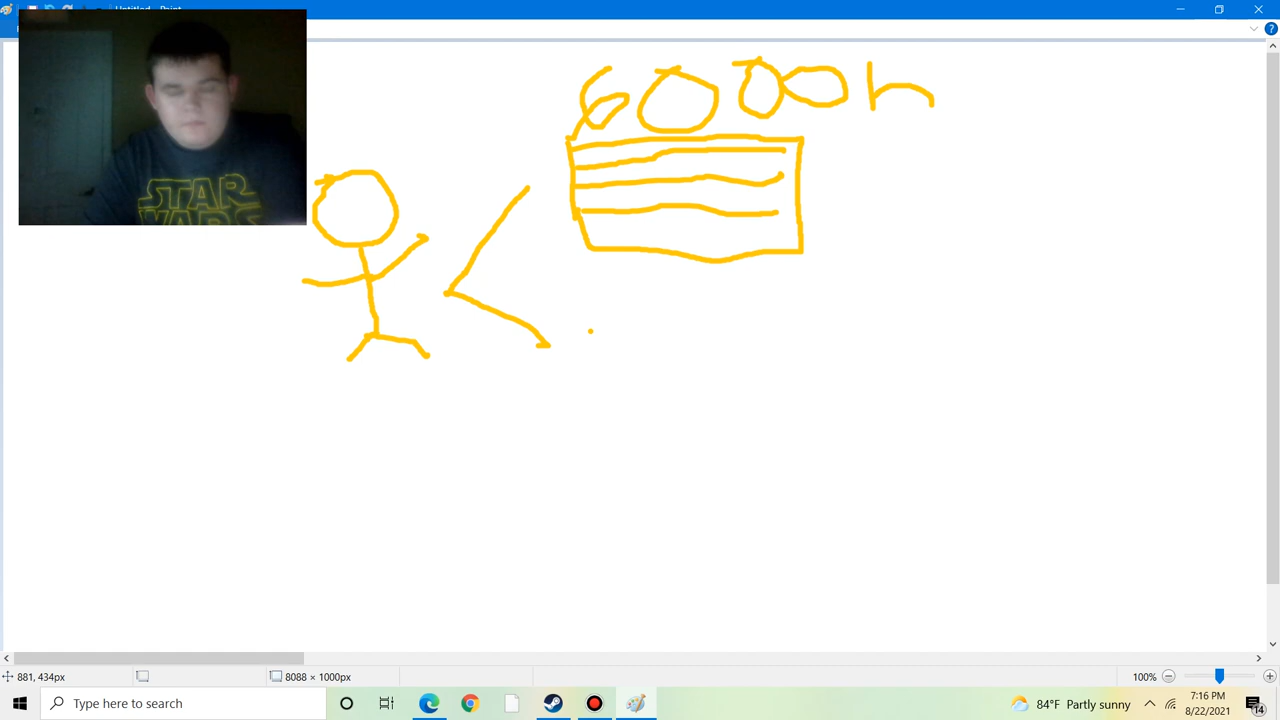 Untitled - Paint
6000h
STAR
WARS
881, 434px
8088 × 1000px
100%
Type here to search
84°F Partly sunny
7:16 PM
8/22/2021
14